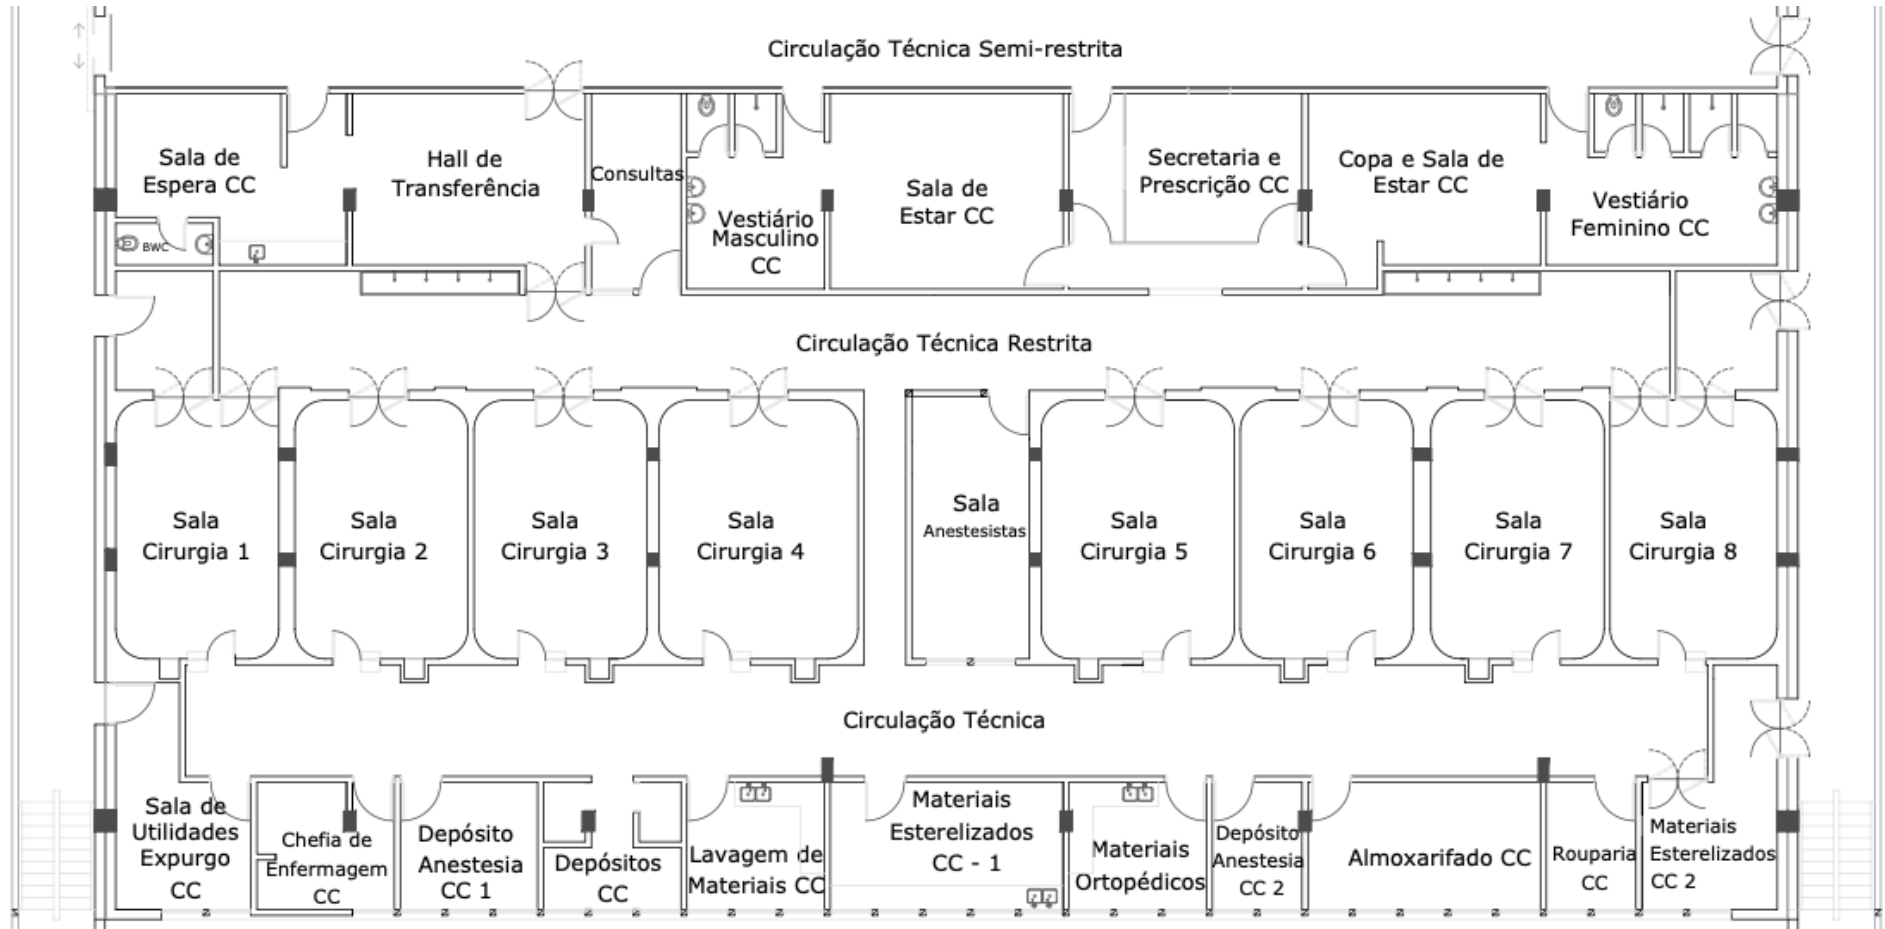 Circulação Técnica Semi-restrita
Sala de
Espera CC
BWC
Hall de
Transferência
Consultas
Vestiário
Masculino
CC
Sala de
Estar CC
Secretaria e
Prescrição CC
Copa e Sala de
Estar CC
Vestiário
Feminino CC
Circulação Técnica Restrita
Sala
Cirurgia 1
Sala
Cirurgia 2
Sala
Cirurgia 3
Sala
Cirurgia 4
Sala
Anestesistas
Sala
Cirurgia 5
Sala
Cirurgia 6
Sala
Cirurgia 7
Sala
Cirurgia 8
Circulação Técnica
Sala de
Utilidades
Expurgo
CC
Chefia de
Enfermagem
CC
Depósito
Anestesia
CC 1
Depósitos
CC
Lavagem de
Materiais CC
Materiais
Esterelizados
CC - 1
Materiais
Ortopédicos
Depósito
Anestesia
CC 2
Almoxarifado CC
Rouparia
CC
Materiais
Esterelizados
CC 2